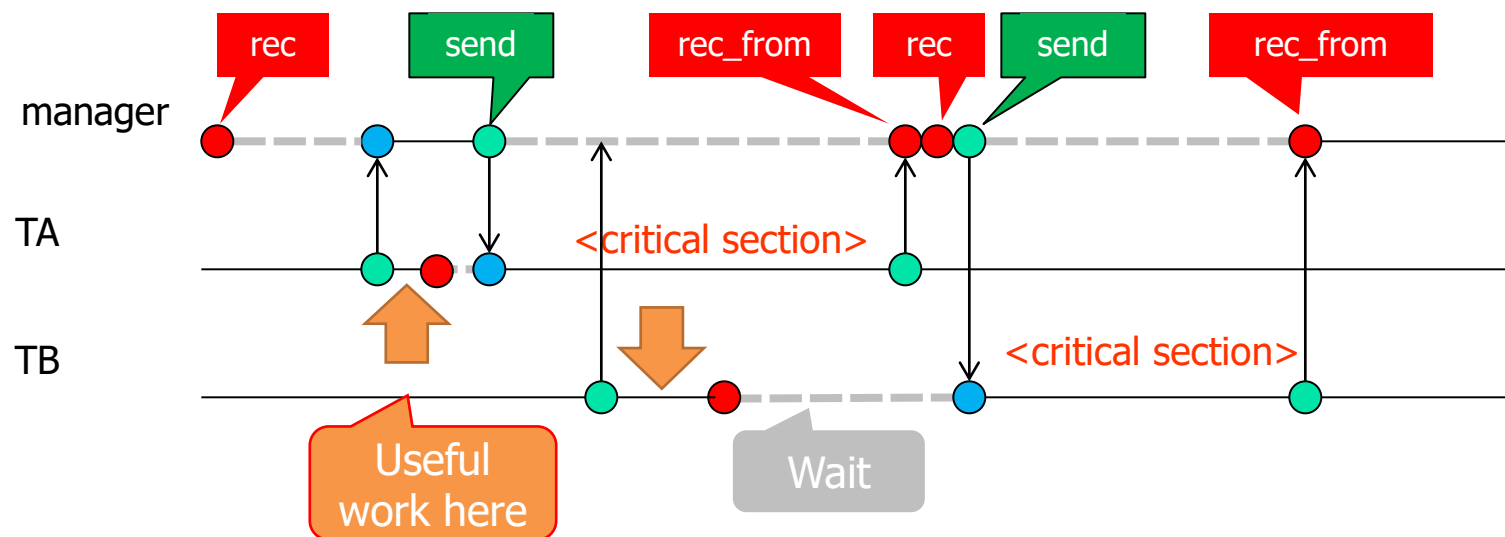 rec
send
rec_from
rec
send
rec_from
manager
TA
<critical section>
TB
<critical section>
Useful
work here
Wait